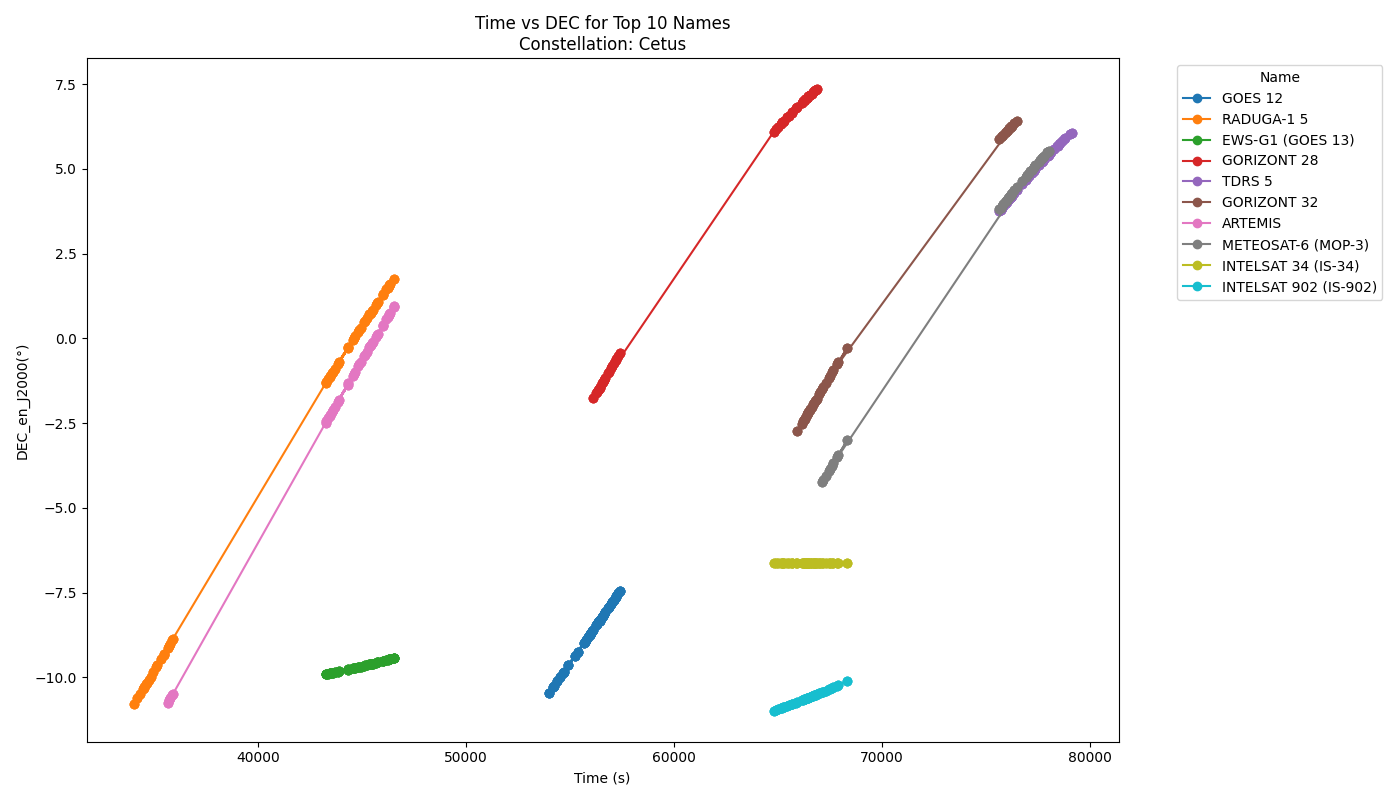 Time vs DEC for Top 10 Names
Constellation: Cetus
7.5
5.0
2.5
0.0
−2.5
−5.0
−7.5
−10.0
DEC_en_J2000(°)
40000
50000
60000
70000
80000
Time (s)
Name
GOES 12
RADUGA-1 5
EWS-G1 (GOES 13)
GORIZONT 28
TDRS 5
GORIZONT 32
ARTEMIS
METEOSAT-6 (MOP-3)
INTELSAT 34 (IS-34)
INTELSAT 902 (IS-902)